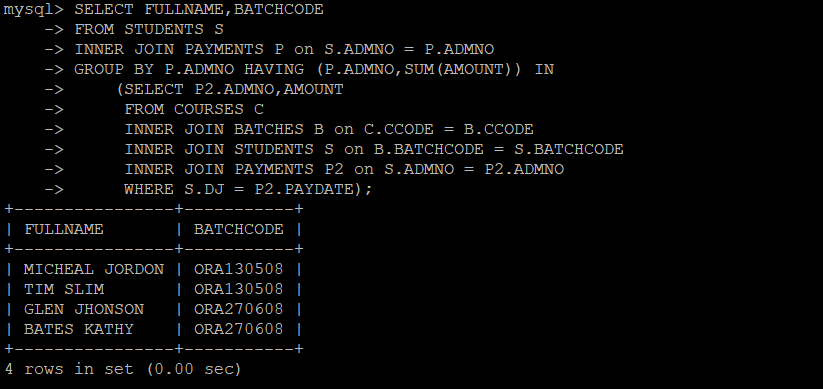 mysql> SELECT FULLNAME,BATCHCODE
    -> FROM STUDENTS S
    -> INNER JOIN PAYMENTS P on S.ADMNO = P.ADMNO
    -> GROUP BY P.ADMNO HAVING (P.ADMNO,SUM(AMOUNT)) IN
    ->     (SELECT P2.ADMNO,AMOUNT
    ->      FROM COURSES C
    ->      INNER JOIN BATCHES B on C.CCODE = B.CCODE
    ->      INNER JOIN STUDENTS S on B.BATCHCODE = S.BATCHCODE
    ->      INNER JOIN PAYMENTS P2 on S.ADMNO = P2.ADMNO
    ->      WHERE S.DJ = P2.PAYDATE);
+----------------+-----------+
| FULLNAME       | BATCHCODE |
+----------------+-----------+
| MICHEAL JORDON | ORA130508 |
| TIM SLIM       | ORA130508 |
| GLEN JHONSON   | ORA270608 |
| BATES KATHY    | ORA270608 |
+----------------+-----------+
4 rows in set (0.00 sec)